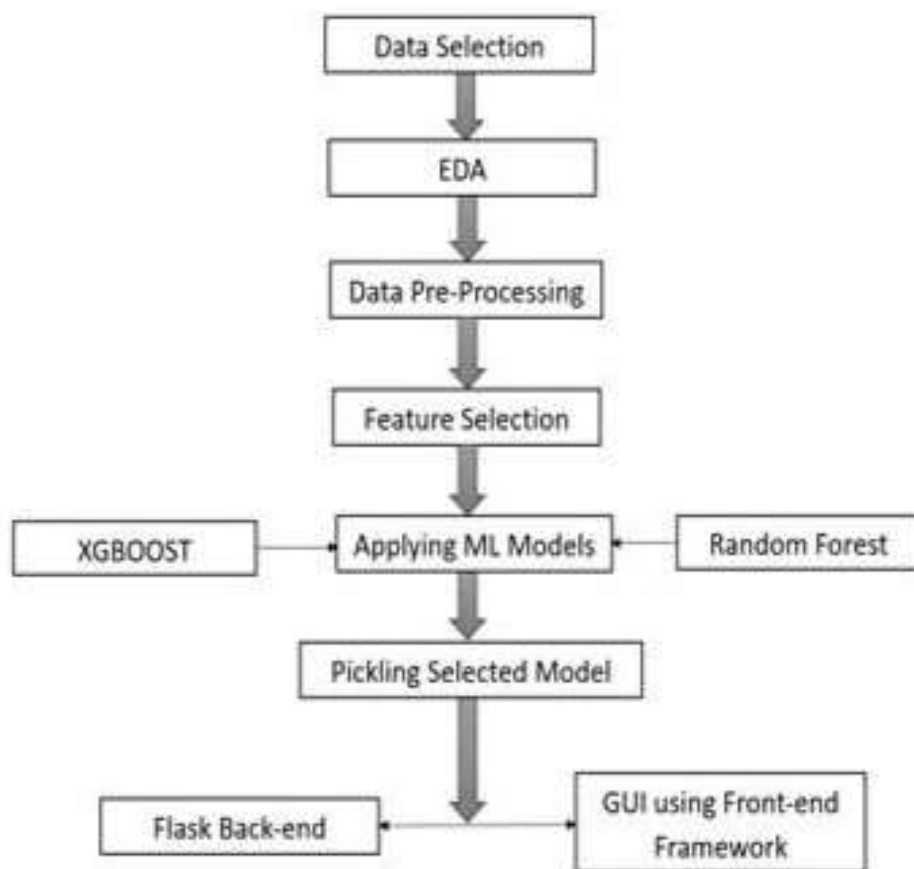 Data Selection
EDA
Data Pre-Processing
Feature Selection
XGBOOST
Applying ML Models
Random Forest
Pickling Selected Model
Flask Back-end
GUI using Front-end
Framework